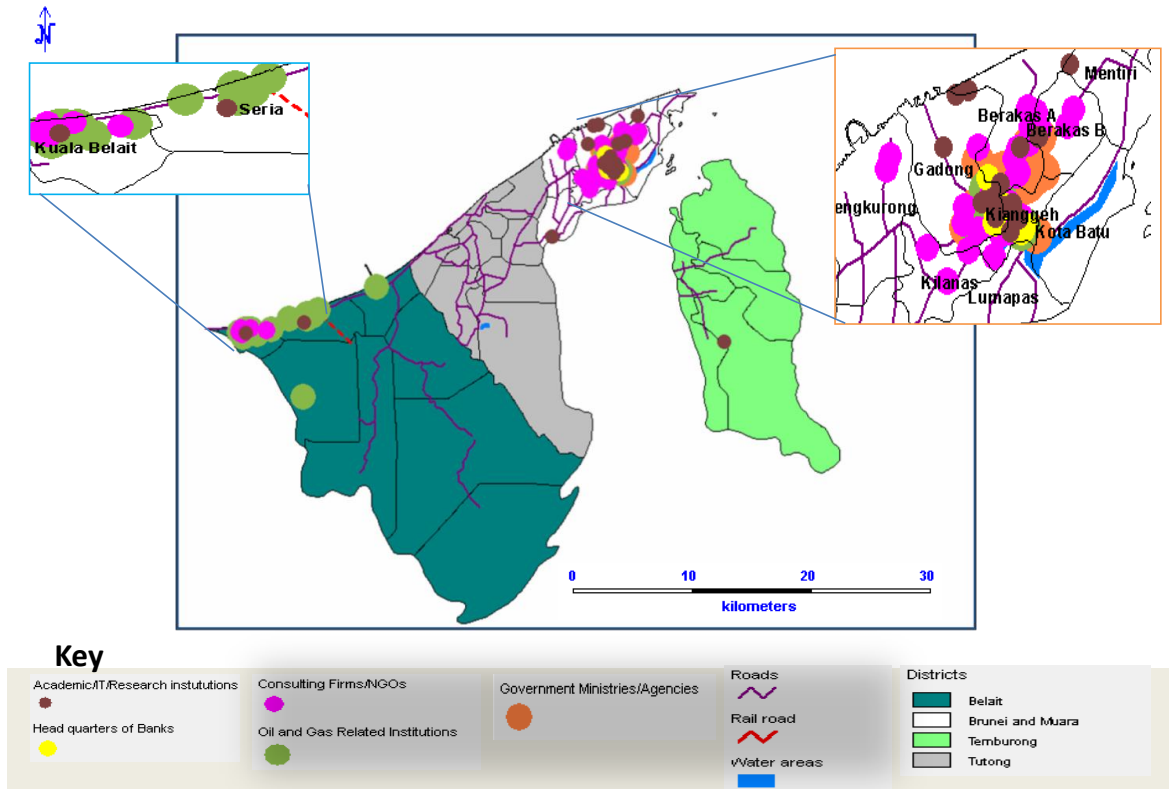 N
Seria
Kuala Belait
Mentiri
Berakas A
Berakas B
Gadong
engkurong
Kianggeh
Kota Batu
Kilanas
Lumapas
0 10 20 30
kilometers
Key
Academic/IT/Research instututions
Head quarters of Banks
Consulting Firms/NGOs
Oil and Gas Related Institutions
Government Ministries/Agencies
Roads
Rail road
Water areas
Districts
Belait
Brunei and Muara
Temburong
Tutong